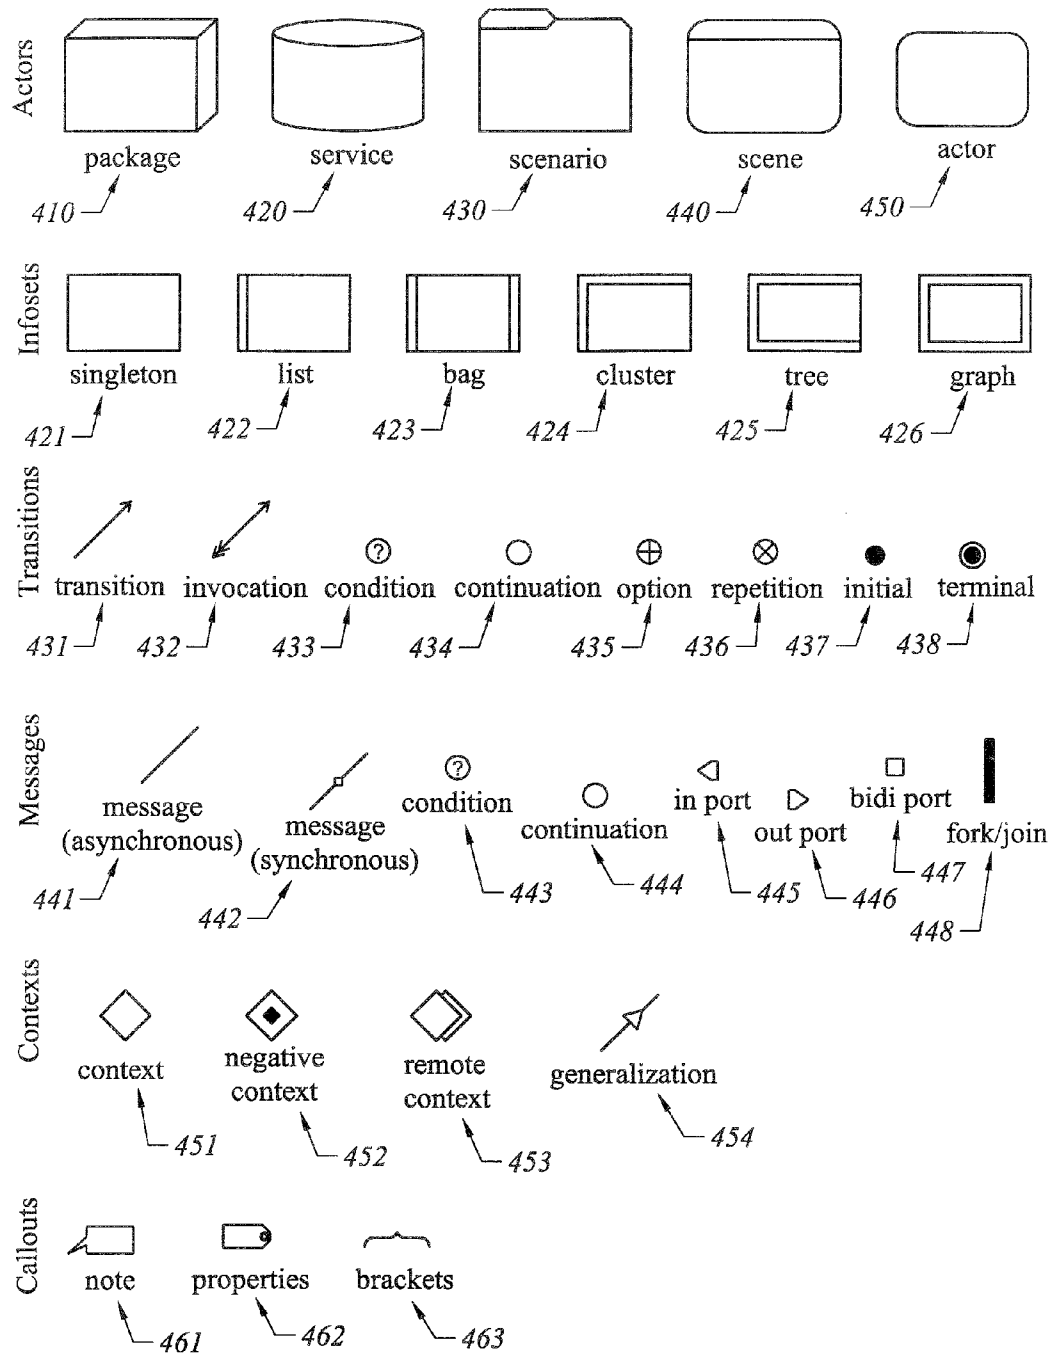 Actors
package
service
scenario
scene
actor
410
420
430
440
450
Infosets
singleton
list
bag
cluster
tree
graph
421
422
423
424
425
426
Transitions
?
transition
invocation
condition
continuation
option
repetition
initial
terminal
431
432
433
434
435
436
437
438
Messages
message
(asynchronous)
441
message
(synchronous)
442
?
condition
443
continuation
444
in port
445
out port
446
bidi port
447
fork/join
448
Contexts
context
451
negative
context
452
remote
context
453
generalization
454
Callouts
note
properties
brackets
461
462
463